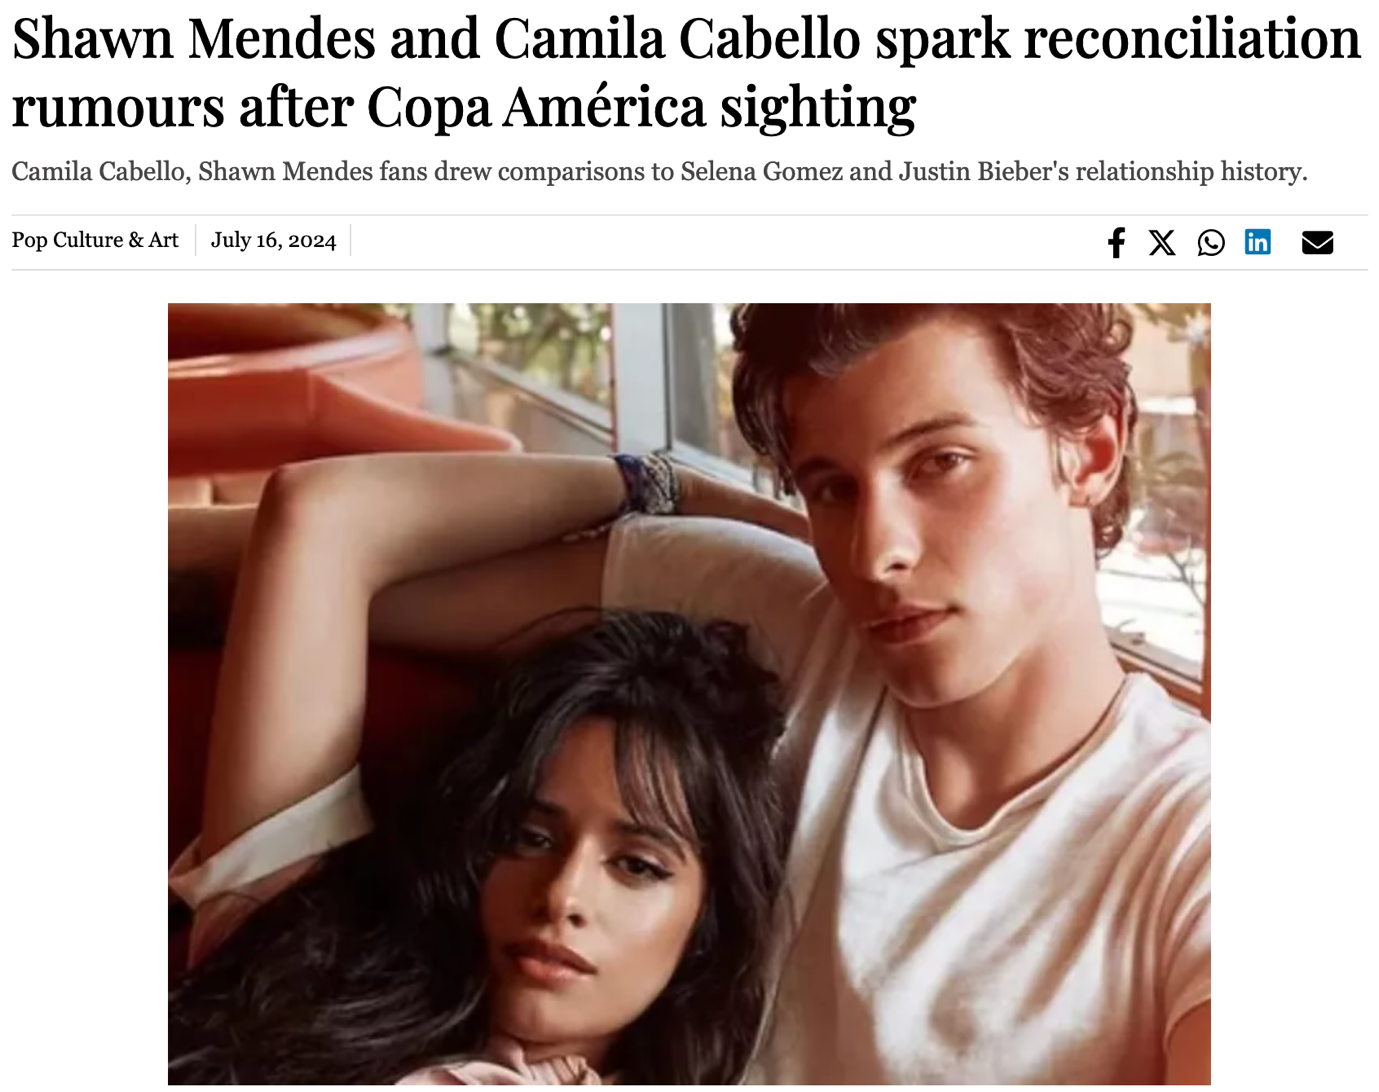 Shawn Mendes and Camila Cabello spark reconciliation
rumours after Copa América sighting
Camila Cabello, Shawn Mendes fans drew comparisons to Selena Gomez and Justin Bieber's relationship history.
Pop Culture & Art
July 16, 2024
in